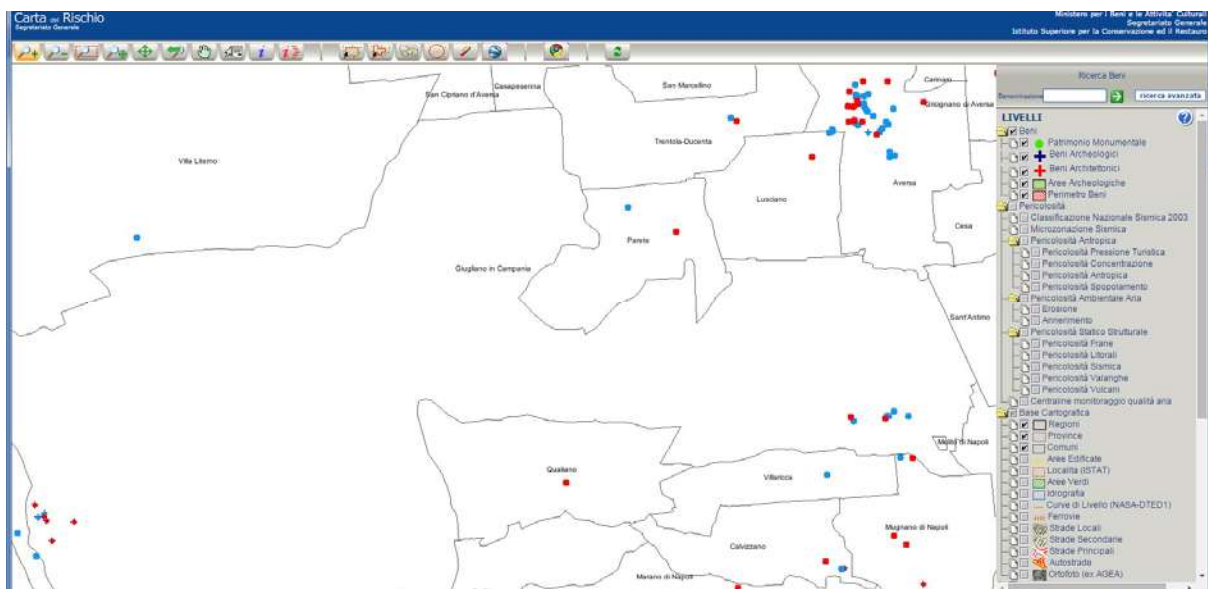 Carta del Rischio
Segretariato Generale
Ministero per i Beni e le Attivita' Culturali
Segretariato Generale
Istituto Superiore per la Conservazione ed il Restauro
Ricerca Beni
Denominazione
ricerca avanzata
LIVELLI
Beni
Patrimonio Monumentale
Beni Archeologici
Beni Architettonici
Aree Archeologiche
Perimetro Beni
Pericolosità
Classificazione Nazionale Sismica 2003
Microzonazione Sismica
Pericolosità Antropica
Pericolosità Pressione Turistica
Pericolosità Concentrazione
Pericolosità Antropica
Pericolosità Spopolamento
Pericolosità Ambientale Aria
Erosione
Annerimento
Pericolosità Statico Strutturale
Pericolosità Frane
Pericolosità Litorali
Pericolosità Sismica
Pericolosità Valanghe
Pericolosità Vulcani
Centraline monitoraggio qualità aria
Base Cartografica
Regioni
Province
Comuni
Aree Edificate
Localita (ISTAT)
Aree Verdi
Idrografia
Curve di Livello (NASA-DTED1)
Ferrovie
Strade Locali
Strade Secondarie
Strade Principali
Autostrade
Ortofoto (ex AGEA)
San Cipriano d'Aversa
Casapesenna
San Marcellino
Carinaro
Gricignano di Aversa
Trentola-Ducenta
Villa Literno
Aversa
Lusciano
Cesa
Parete
Giugliano in Campania
Sant'Antimo
Melito di Napoli
Qualiano
Villaricca
Mugnano di Napoli
Calvizzano
Marano di Napoli